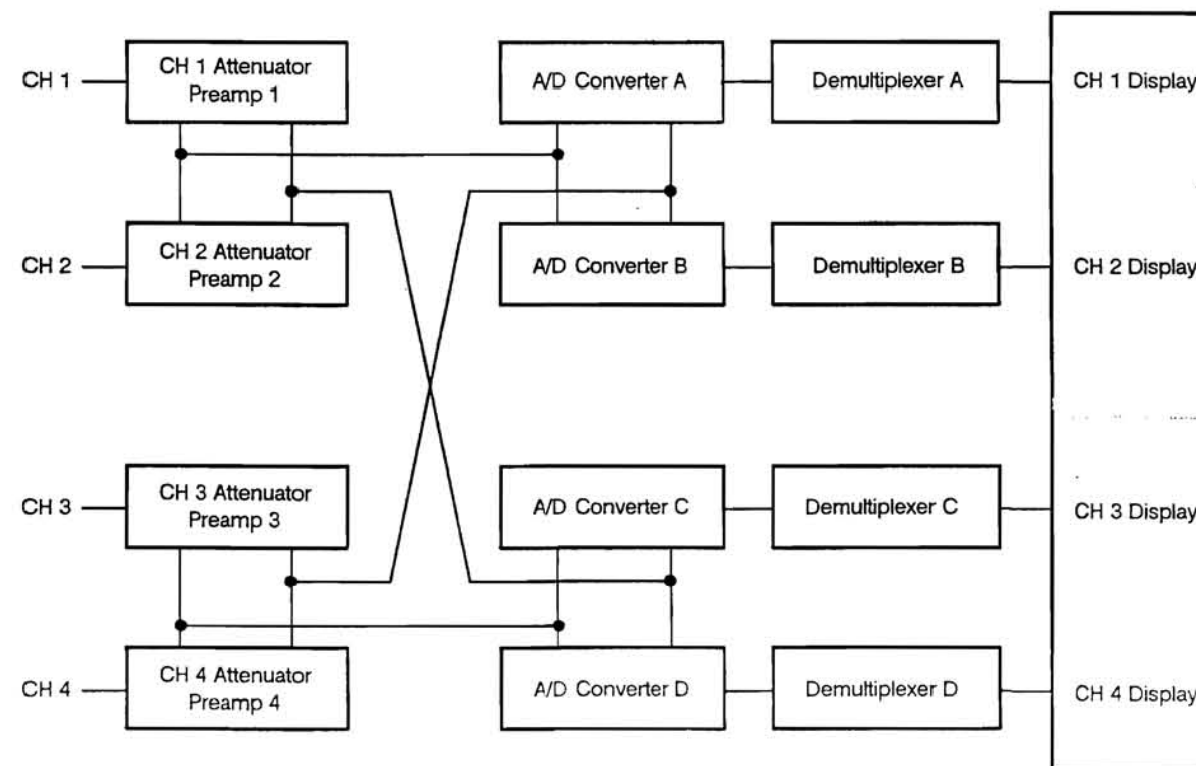 CH 1
CH 1 Attenuator
Preamp 1
A/D Converter A
Demultiplexer A
CH 1 Display
CH 2
CH 2 Attenuator
Preamp 2
A/D Converter B
Demultiplexer B
CH 2 Display
CH 3
CH 3 Attenuator
Preamp 3
A/D Converter C
Demultiplexer C
CH 3 Display
CH 4
CH 4 Attenuator
Preamp 4
A/D Converter D
Demultiplexer D
CH 4 Display